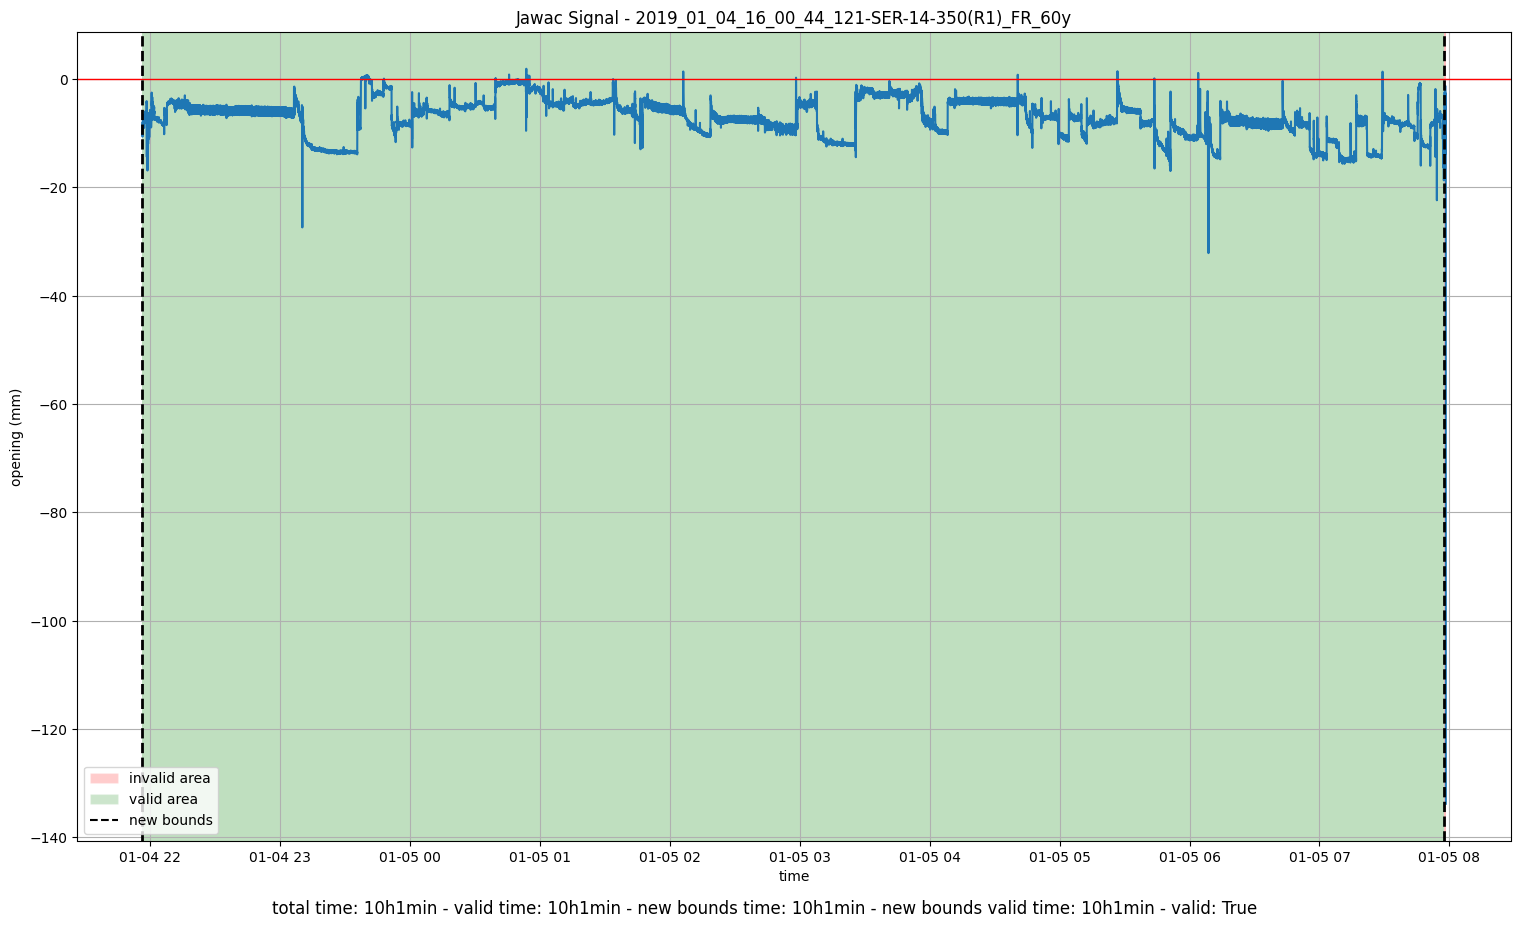 Jawac Signal - 2019_01_04_16_00_44_121-SER-14-350(R1)_FR_60y
opening (mm)
0
−20
−40
−60
−80
−100
−120
−140
invalid area
valid area
new bounds
01-04 22 01-04 23 01-05 00 01-05 01 01-05 02 01-05 03 01-05 04 01-05 05 01-05 06 01-05 07 01-05 08
time
total time: 10h1min - valid time: 10h1min - new bounds time: 10h1min - new bounds valid time: 10h1min - valid: True